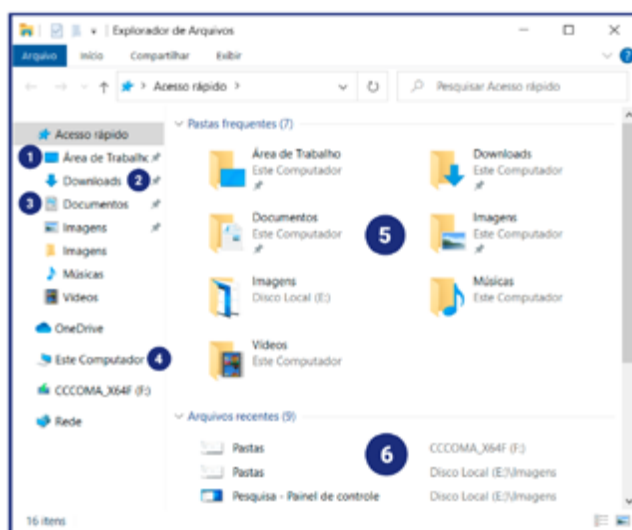 Explorador de Arquivos
Arquivo Início Compartilhar Exibir
Acesso rápido
Pesquisar Acesso rápido
Acesso rápido
1 Área de Trabalho
Downloads 2
3 Documentos
Imagens
Imagens
Músicas
Vídeos
OneDrive
Este Computador 4
CCCOMA_X64F (F:)
Rede
Pastas frequentes (7)
Área de Trabalho
Este Computador
Downloads
Este Computador
Documentos
Este Computador
5
Imagens
Este Computador
Imagens
Disco Local (E:)
Músicas
Este Computador
Vídeos
Este Computador
Arquivos recentes (9)
Pastas CCCOMA_X64F (F:)
6
Pastas Disco Local (E:)\Imagens
Pesquisa - Painel de controle Disco Local (E:)\Imagens
16 itens